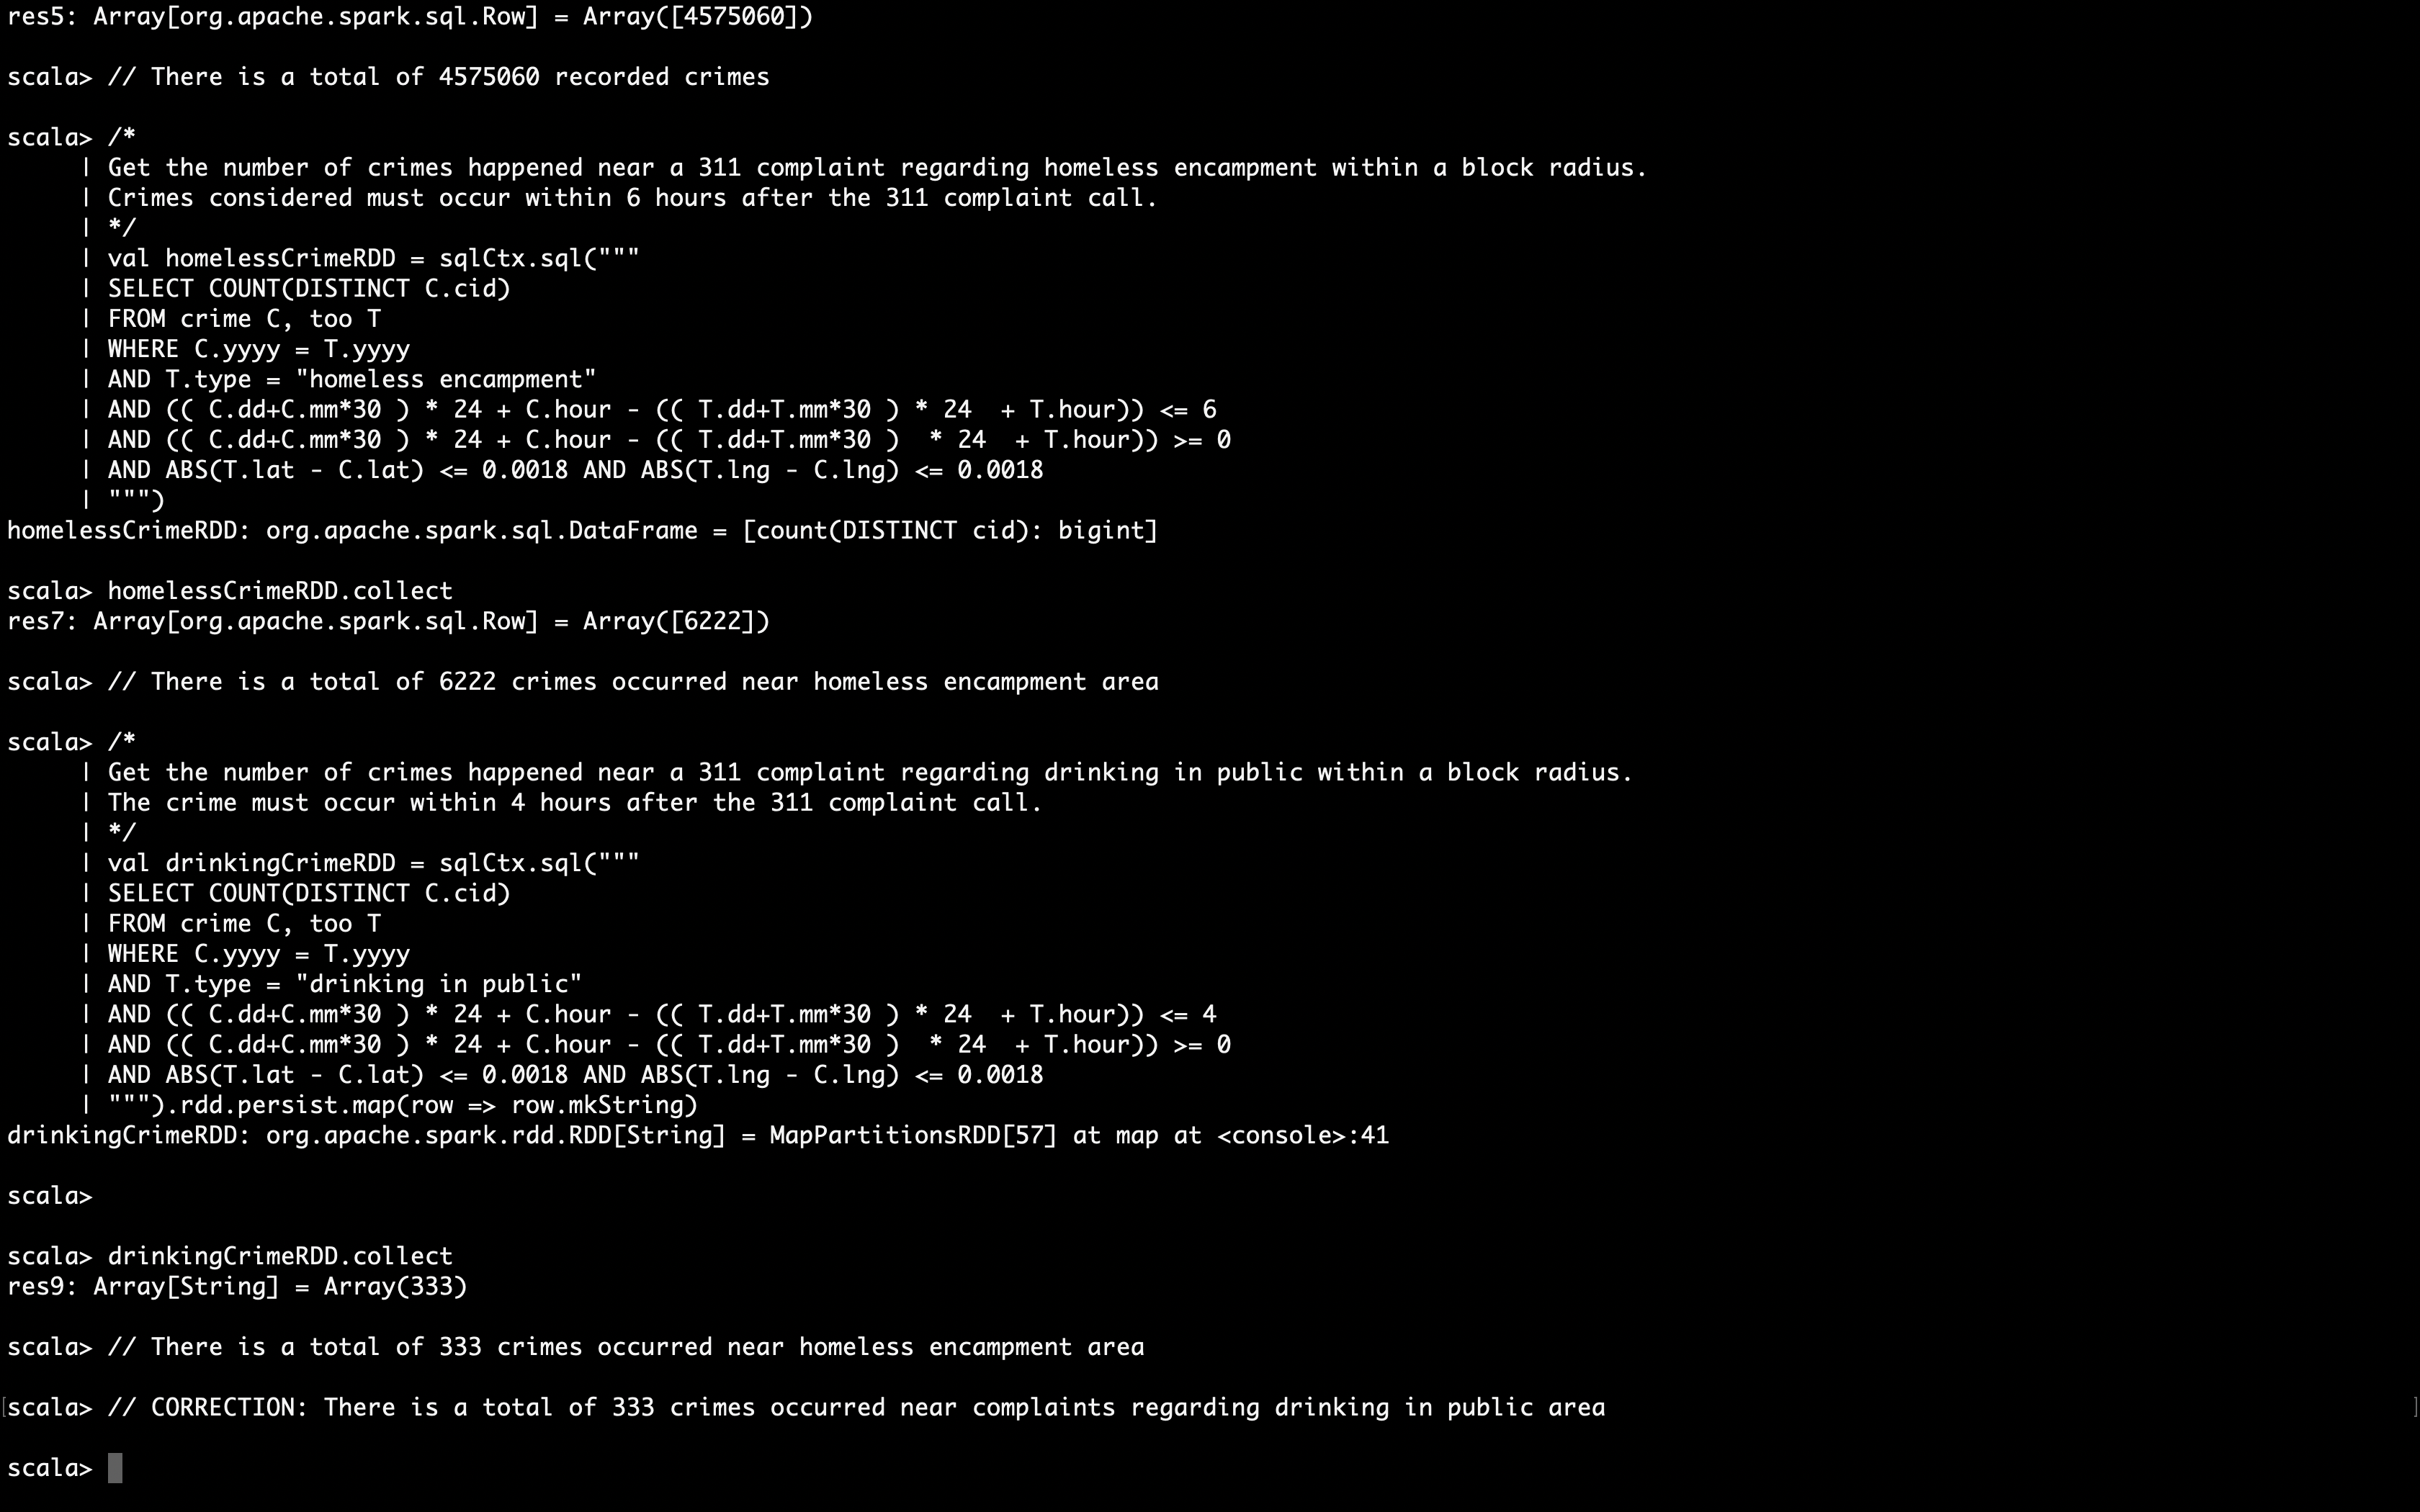 res5: Array[org.apache.spark.sql.Row] = Array([4575060])
scala> // There is a total of 4575060 recorded crimes
scala> /*
     | Get the number of crimes happened near a 311 complaint regarding homeless encampment within a block radius.
     | Crimes considered must occur within 6 hours after the 311 complaint call.
     | */
     | val homelessCrimeRDD = sqlCtx.sql("""
     | SELECT COUNT(DISTINCT C.cid)
     | FROM crime C, too T
     | WHERE C.yyyy = T.yyyy
     | AND T.type = "homeless encampment"
     | AND (( C.dd+C.mm*30 ) * 24 + C.hour - (( T.dd+T.mm*30 ) * 24  + T.hour)) <= 6
     | AND (( C.dd+C.mm*30 ) * 24 + C.hour - (( T.dd+T.mm*30 )  * 24  + T.hour)) >= 0
     | AND ABS(T.lat - C.lat) <= 0.0018 AND ABS(T.lng - C.lng) <= 0.0018
     | """)
homelessCrimeRDD: org.apache.spark.sql.DataFrame = [count(DISTINCT cid): bigint]
scala> homelessCrimeRDD.collect
res7: Array[org.apache.spark.sql.Row] = Array([6222])
scala> // There is a total of 6222 crimes occurred near homeless encampment area
scala> /*
     | Get the number of crimes happened near a 311 complaint regarding drinking in public within a block radius.
     | The crime must occur within 4 hours after the 311 complaint call.
     | */
     | val drinkingCrimeRDD = sqlCtx.sql("""
     | SELECT COUNT(DISTINCT C.cid)
     | FROM crime C, too T
     | WHERE C.yyyy = T.yyyy
     | AND T.type = "drinking in public"
     | AND (( C.dd+C.mm*30 ) * 24 + C.hour - (( T.dd+T.mm*30 ) * 24  + T.hour)) <= 4
     | AND (( C.dd+C.mm*30 ) * 24 + C.hour - (( T.dd+T.mm*30 )  * 24  + T.hour)) >= 0
     | AND ABS(T.lat - C.lat) <= 0.0018 AND ABS(T.lng - C.lng) <= 0.0018
     | """).rdd.persist.map(row => row.mkString)
drinkingCrimeRDD: org.apache.spark.rdd.RDD[String] = MapPartitionsRDD[57] at map at <console>:41
scala>
scala> drinkingCrimeRDD.collect
res9: Array[String] = Array(333)
scala> // There is a total of 333 crimes occurred near homeless encampment area
[scala> // CORRECTION: There is a total of 333 crimes occurred near complaints regarding drinking in public area ]
scala>